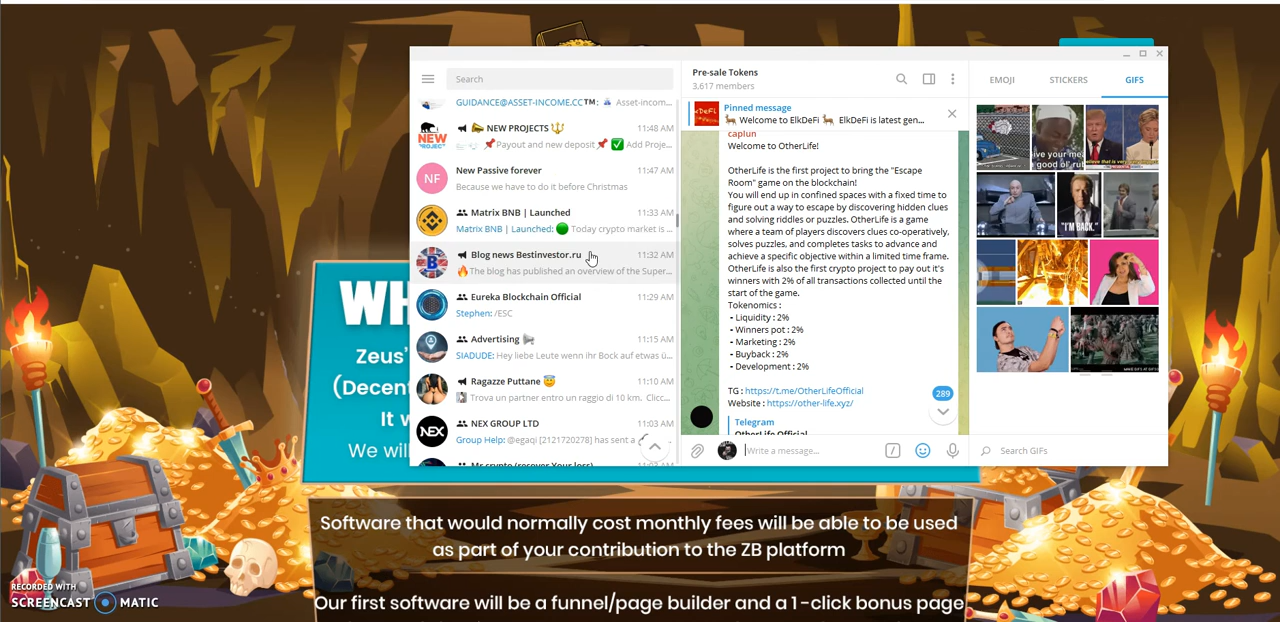 Search
GUIDANCE@ASSET-INCOME.CC™: Asset-incom...
NEW PROJECTS 11:48 AM
📌Payout and new deposit📌 ✅ Add Proje...
NEW PROJECT
New Passive forever 11:47 AM
NF
Because we have to do it before Christmas
Matrix BNB | Launched 11:33 AM
Matrix BNB | Launched: 🟢 Today crypto market is ...
Blog news Bestinvestor.ru 11:32 AM
B
🔥The blog has published an overview of the Super...
Eureka Blockchain Official 11:29 AM
Stephen: /ESC
Advertising 11:15 AM
SIADUDE: Hey liebe Leute wenn ihr Bock auf etwas ü...
Ragazze Puttane 😇 11:10 AM
Trova un partner entro un raggio di 10 km. Clicc...
NEX GROUP LTD 11:03 AM
NEX
Group Help: @egaqi [2121720278] has sent a
Mr crypto (recover Your loss) 11:03 AM
Pre-sale Tokens
3,617 members
DeFi
Pinned message
🦌 Welcome to ElkDeFi 🦌 ElkDeFi is latest gen...
caplun
Welcome to OtherLife!
OtherLife is the first project to bring the "Escape
Room" game on the blockchain!
You will end up in confined spaces with a fixed time to
figure out a way to escape by discovering hidden clues
and solving riddles or puzzles. OtherLife is a game
where a team of players discovers clues co-operatively,
solves puzzles, and completes tasks to advance and
achieve a specific objective within a limited time frame.
OtherLife is also the first crypto project to pay out it's
winners with 2% of all transactions collected until the
start of the game.
Tokenomics :
- Liquidity : 2%
- Winners pot : 2%
- Marketing : 2%
- Buyback : 2%
- Development : 2%
TG : https://t.me/OtherLifeOfficial
Website : https://other-life.xyz/
289
Telegram
OtherLife Official
Write a message...
EMOJI STICKERS GIFS
"I'M BACK."
Search GIFs
WH
Zeus'
(Decent
It w
We will
Software that would normally cost monthly fees will be able to be used
as part of your contribution to the ZB platform
Our first software will be a funnel/page builder and a 1-click bonus page
RECORDED WITH
SCREENCAST MATIC